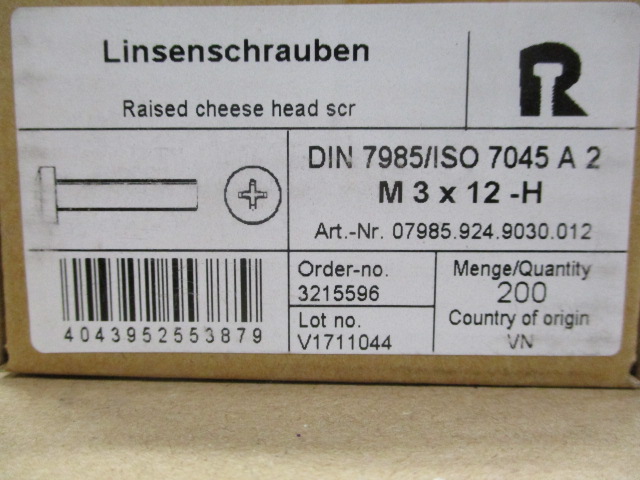 Linsenschrauben
Raised cheese head scr
R
DIN 7985/ISO 7045 A 2
M 3 x 12 -H
Art.-Nr. 07985.924.9030.012
4043952553879
Order-no.
3215596
Lot no.
V1711044
Menge/Quantity
200
Country of origin
VN